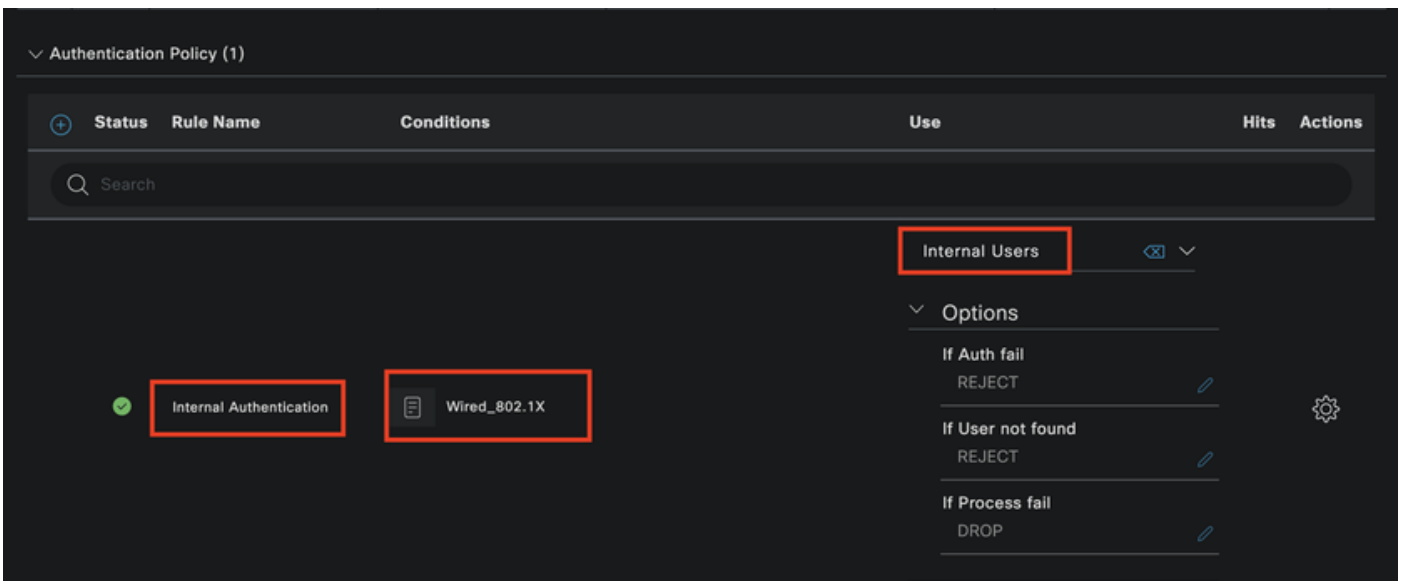 Authentication Policy (1)
Status Rule Name Conditions Use Hits Actions
Search
Internal Users
Options
If Auth fail
REJECT
Internal Authentication Wired_802.1X
If User not found
REJECT
If Process fail
DROP